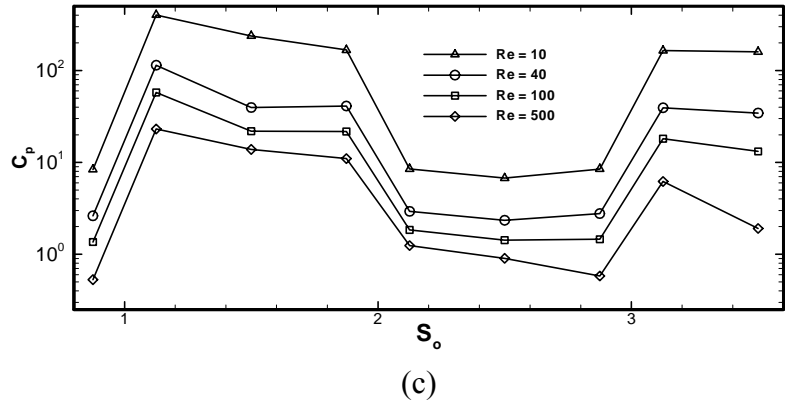 10²
10¹
10⁰
C_p
Re = 10
Re = 40
Re = 100
Re = 500
1 2 3
S_o
(c)